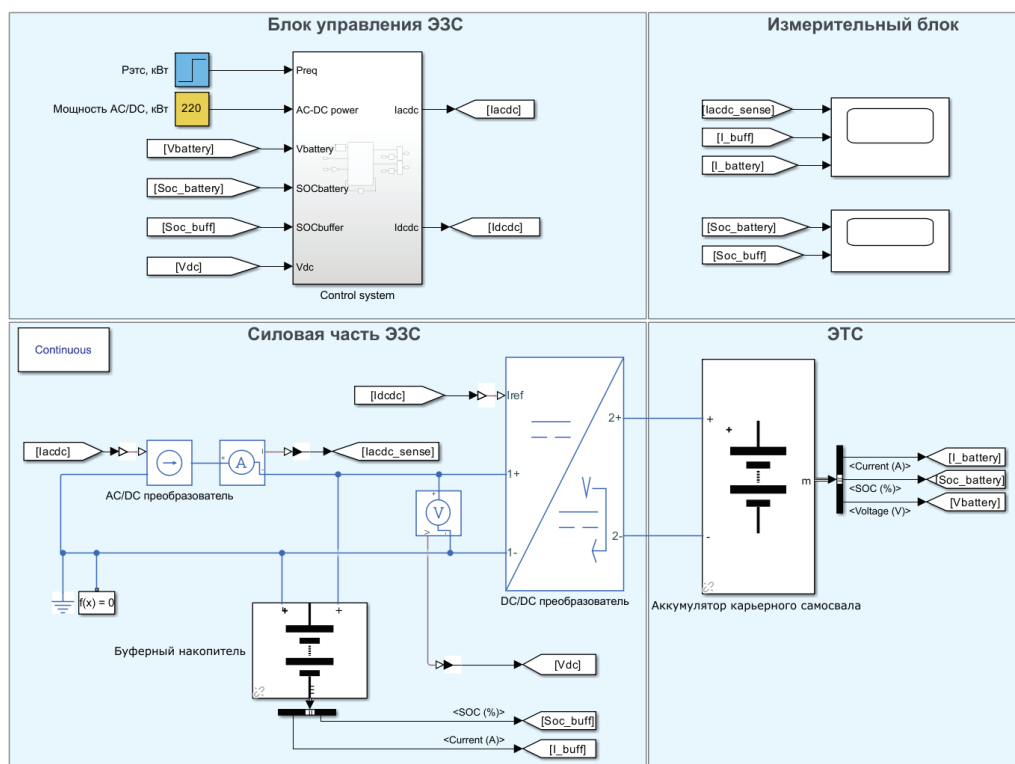 Блок управления ЭЗС
Рэтс, кВт
Preq
Мощность AC/DC, кВт
220
AC-DC power
Iacdc
[Iacdc]
[Vbattery]
Vbattery
[Soc_battery]
SOCbattery
[Soc_buff]
SOCbuffer
Idcdc
[Idcdc]
[Vdc]
Vdc
Control system
Измерительный блок
[Iacdc_sense]
[I_buff]
[I_battery]
[Soc_battery]
[Soc_buff]
Силовая часть ЭЗС
Continuous
[Idcdc]
Iref
[Iacdc]
A
[Iacdc_sense]
AC/DC преобразователь
1+
2+
V
1-
2-
f(x) = 0
DC/DC преобразователь
Буферный накопитель
m
[Vdc]
<SOC (%)>
[Soc_buff]
<Current (A)>
[I_buff]
ЭТС
+
-
m
[I_battery]
<Current (A)>
[Soc_battery]
<SOC (%)>
[Vbattery]
<Voltage (V)>
Аккумулятор карьерного самосвала